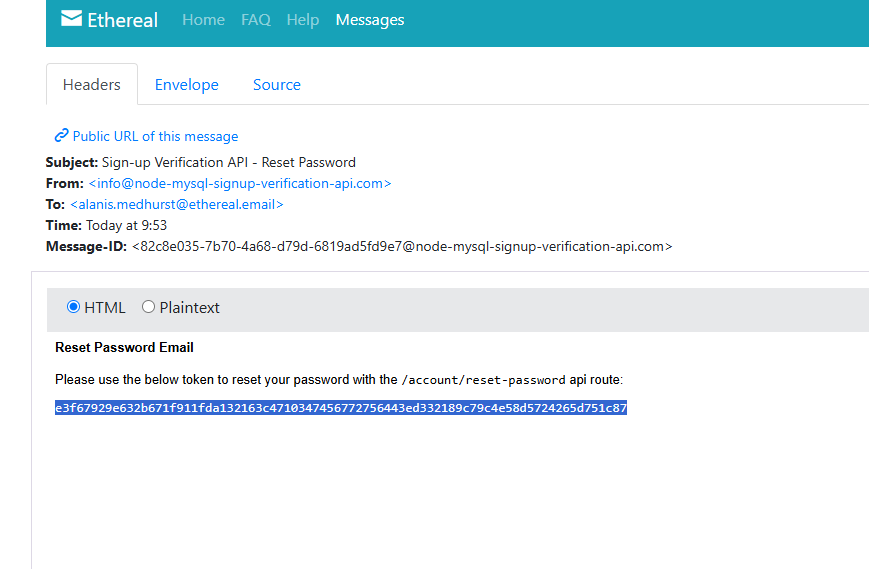 Ethereal Home FAQ Help Messages
Headers Envelope Source
Public URL of this message
Subject: Sign-up Verification API - Reset Password
From: <info@node-mysql-signup-verification-api.com>
To: <alanis.medhurst@ethereal.email>
Time: Today at 9:53
Message-ID: <82c8e035-7b70-4a68-d79d-6819ad5fd9e7@node-mysql-signup-verification-api.com>
HTML Plaintext
Reset Password Email
Please use the below token to reset your password with the /account/reset-password api route:
e3f67929e632b671f911fda132163c4710347456772756443ed332189c79c4e58d5724265d751c87